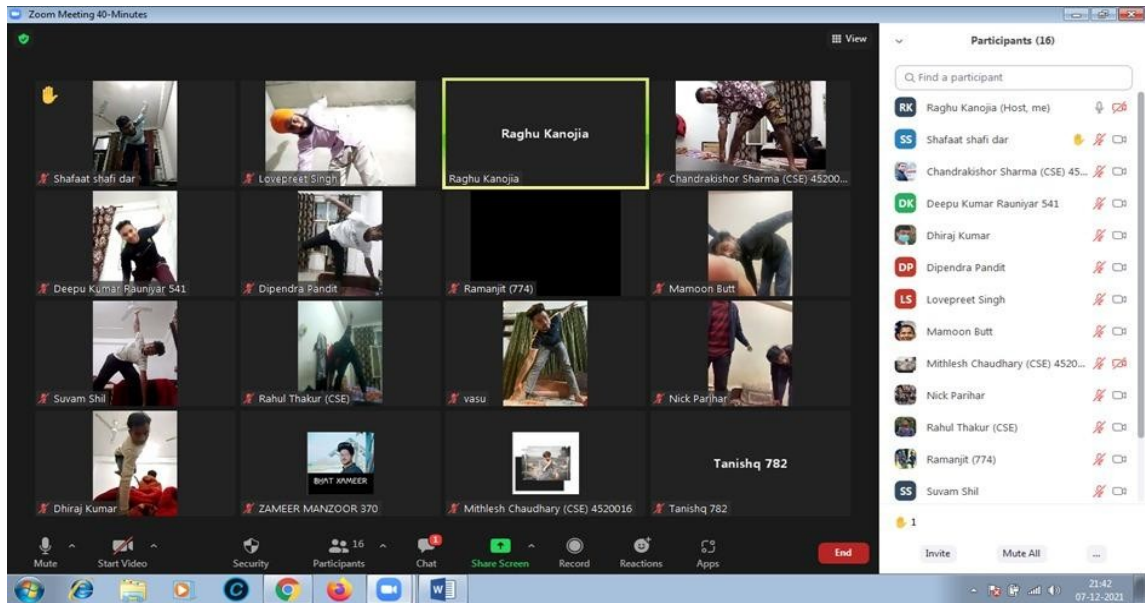 Zoom Meeting 40-Minutes
View
Shafaat shafi dar
Lovepreet Singh
Raghu Kanojia
Raghu Kanojia
Chandrakishor Sharma (CSE) 45200...
Deepu Kumar Rauniyar 541
Dipendra Pandit
Ramanjit (774)
Mamoon Butt
Suvam Shil
Rahul Thakur (CSE)
vasu
Nick Parihar
Dhiraj Kumar
BHAT XAMEER
ZAMEER MANZOOR 370
Mithlesh Chaudhary (CSE) 4520016
Tanishq 782
Tanishq 782
Mute
Start Video
Security
16
Participants
1
Chat
Share Screen
Record
Reactions
Apps
End
Participants (16)
Find a participant
RK Raghu Kanojia (Host, me)
SS Shafaat shafi dar
Chandrakishor Sharma (CSE) 45...
DK Deepu Kumar Rauniyar 541
Dhiraj Kumar
DP Dipendra Pandit
LS Lovepreet Singh
Mamoon Butt
Mithlesh Chaudhary (CSE) 4520...
Nick Parihar
Rahul Thakur (CSE)
Ramanjit (774)
SS Suvam Shil
1
Invite
Mute All
...
21:42
07-12-2021